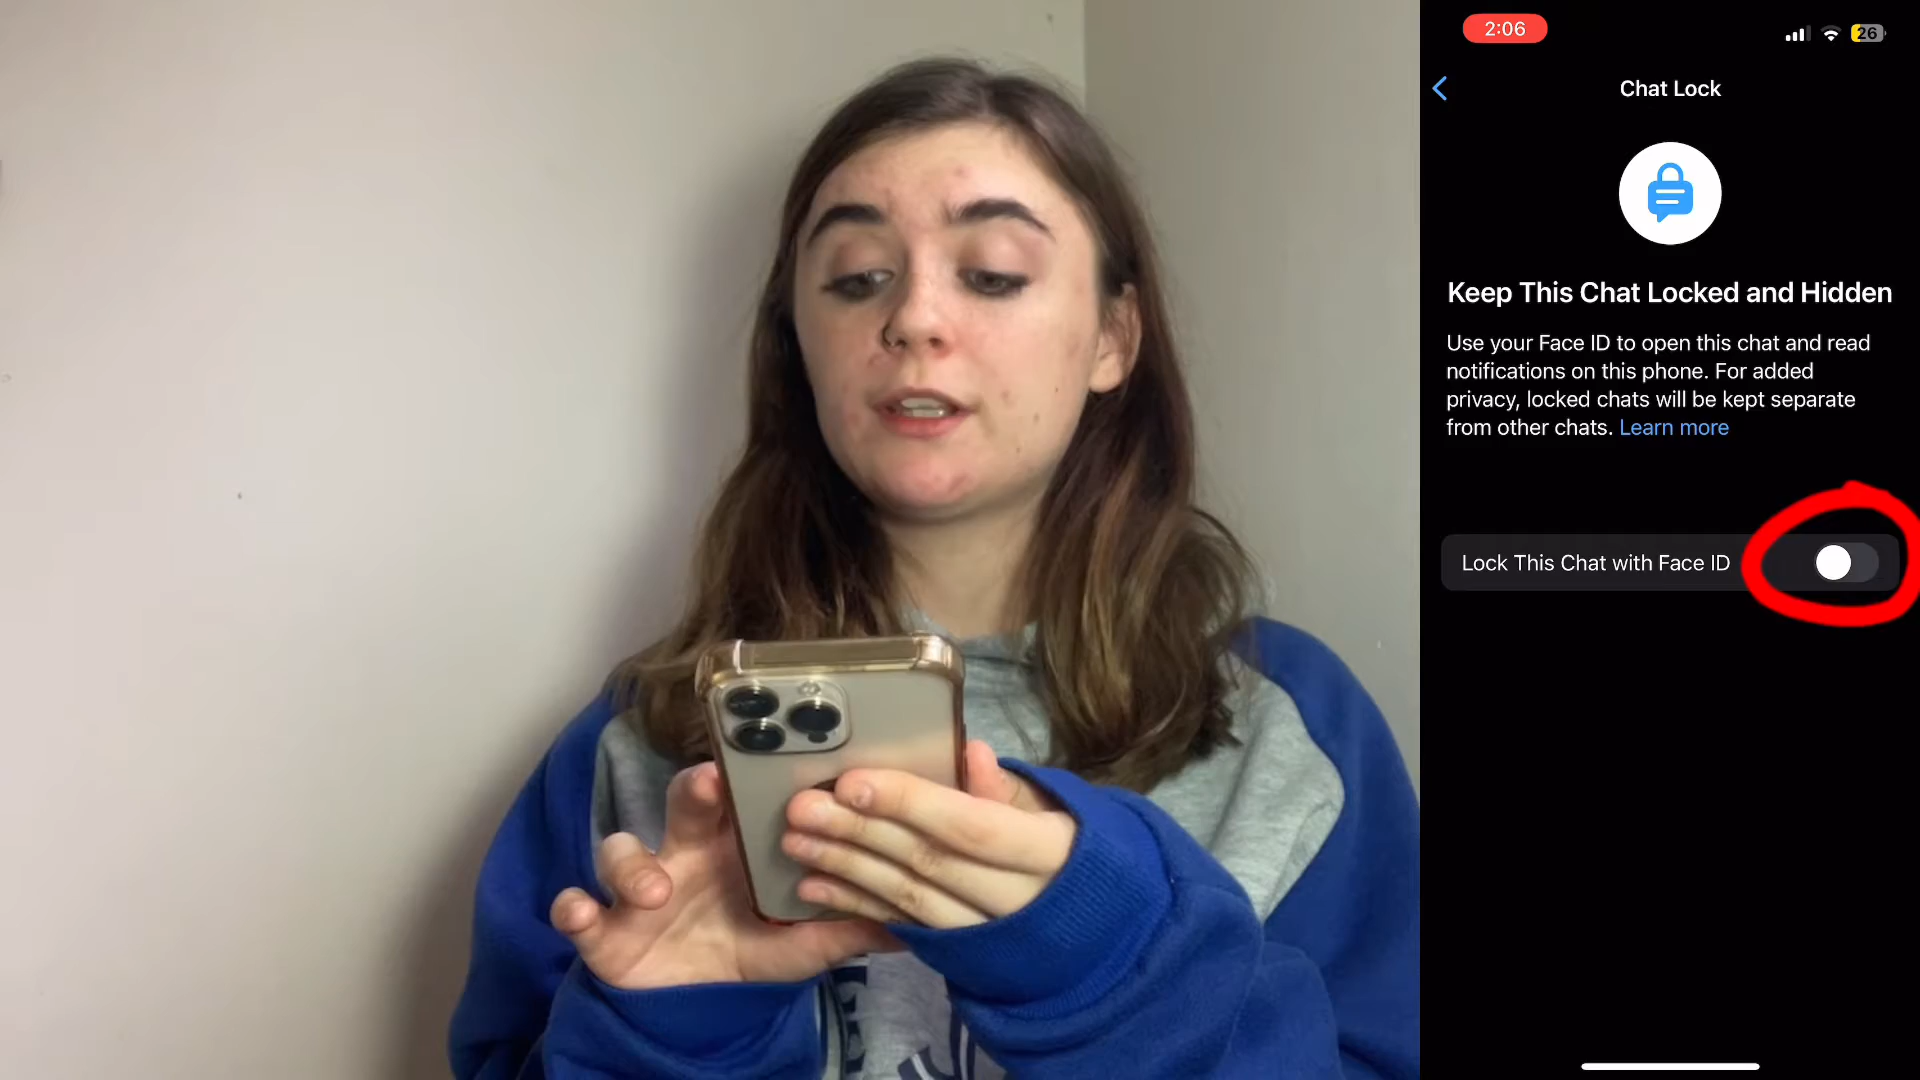 2:06
26
Chat Lock
Keep This Chat Locked and Hidden
Use your Face ID to open this chat and read
notifications on this phone. For added
privacy, locked chats will be kept separate
from other chats. Learn more
Lock This Chat with Face ID